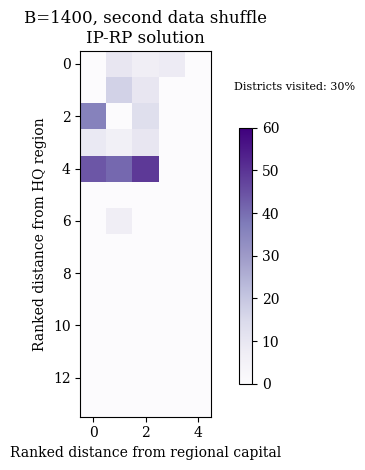 B=1400, second data shuffle
IP-RP solution
Districts visited: 30%
Ranked distance from HQ region
0
2
4
6
8
10
12
0 2 4
Ranked distance from regional capital
60
50
40
30
20
10
0